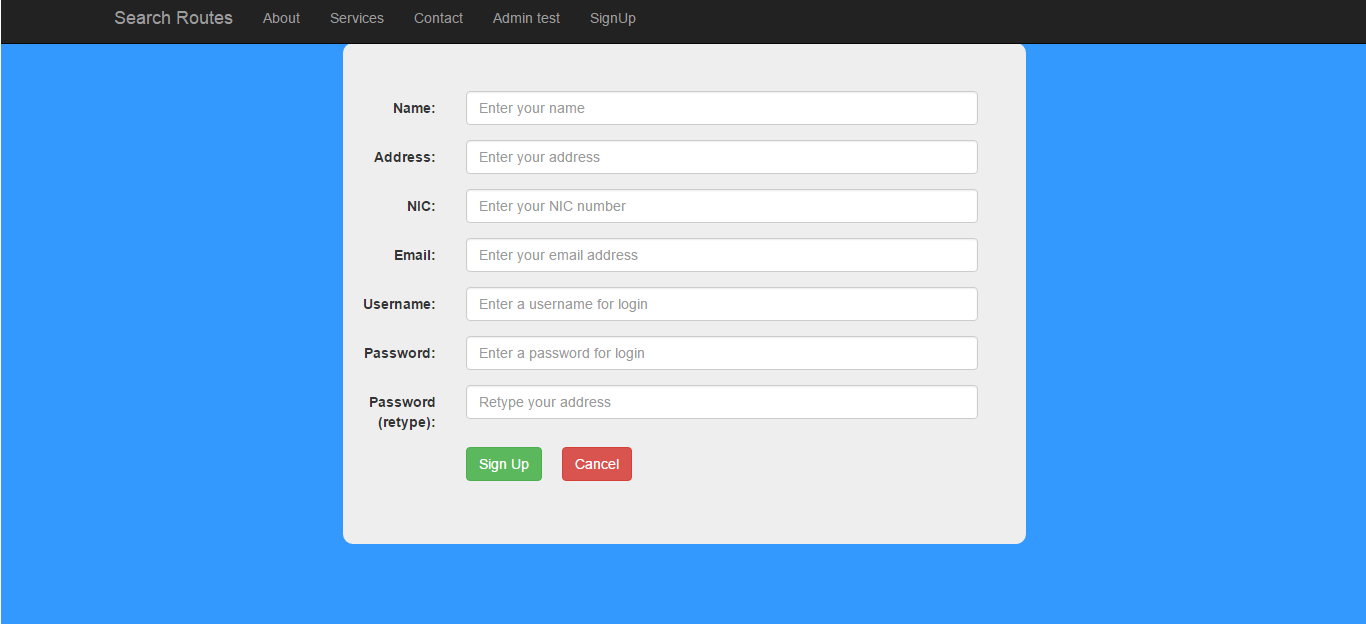 Search Routes About Services Contact Admin test SignUp
Name: Enter your name
Address: Enter your address
NIC: Enter your NIC number
Email: Enter your email address
Username: Enter a username for login
Password: Enter a password for login
Password Retype your address
(retype):
Sign Up Cancel